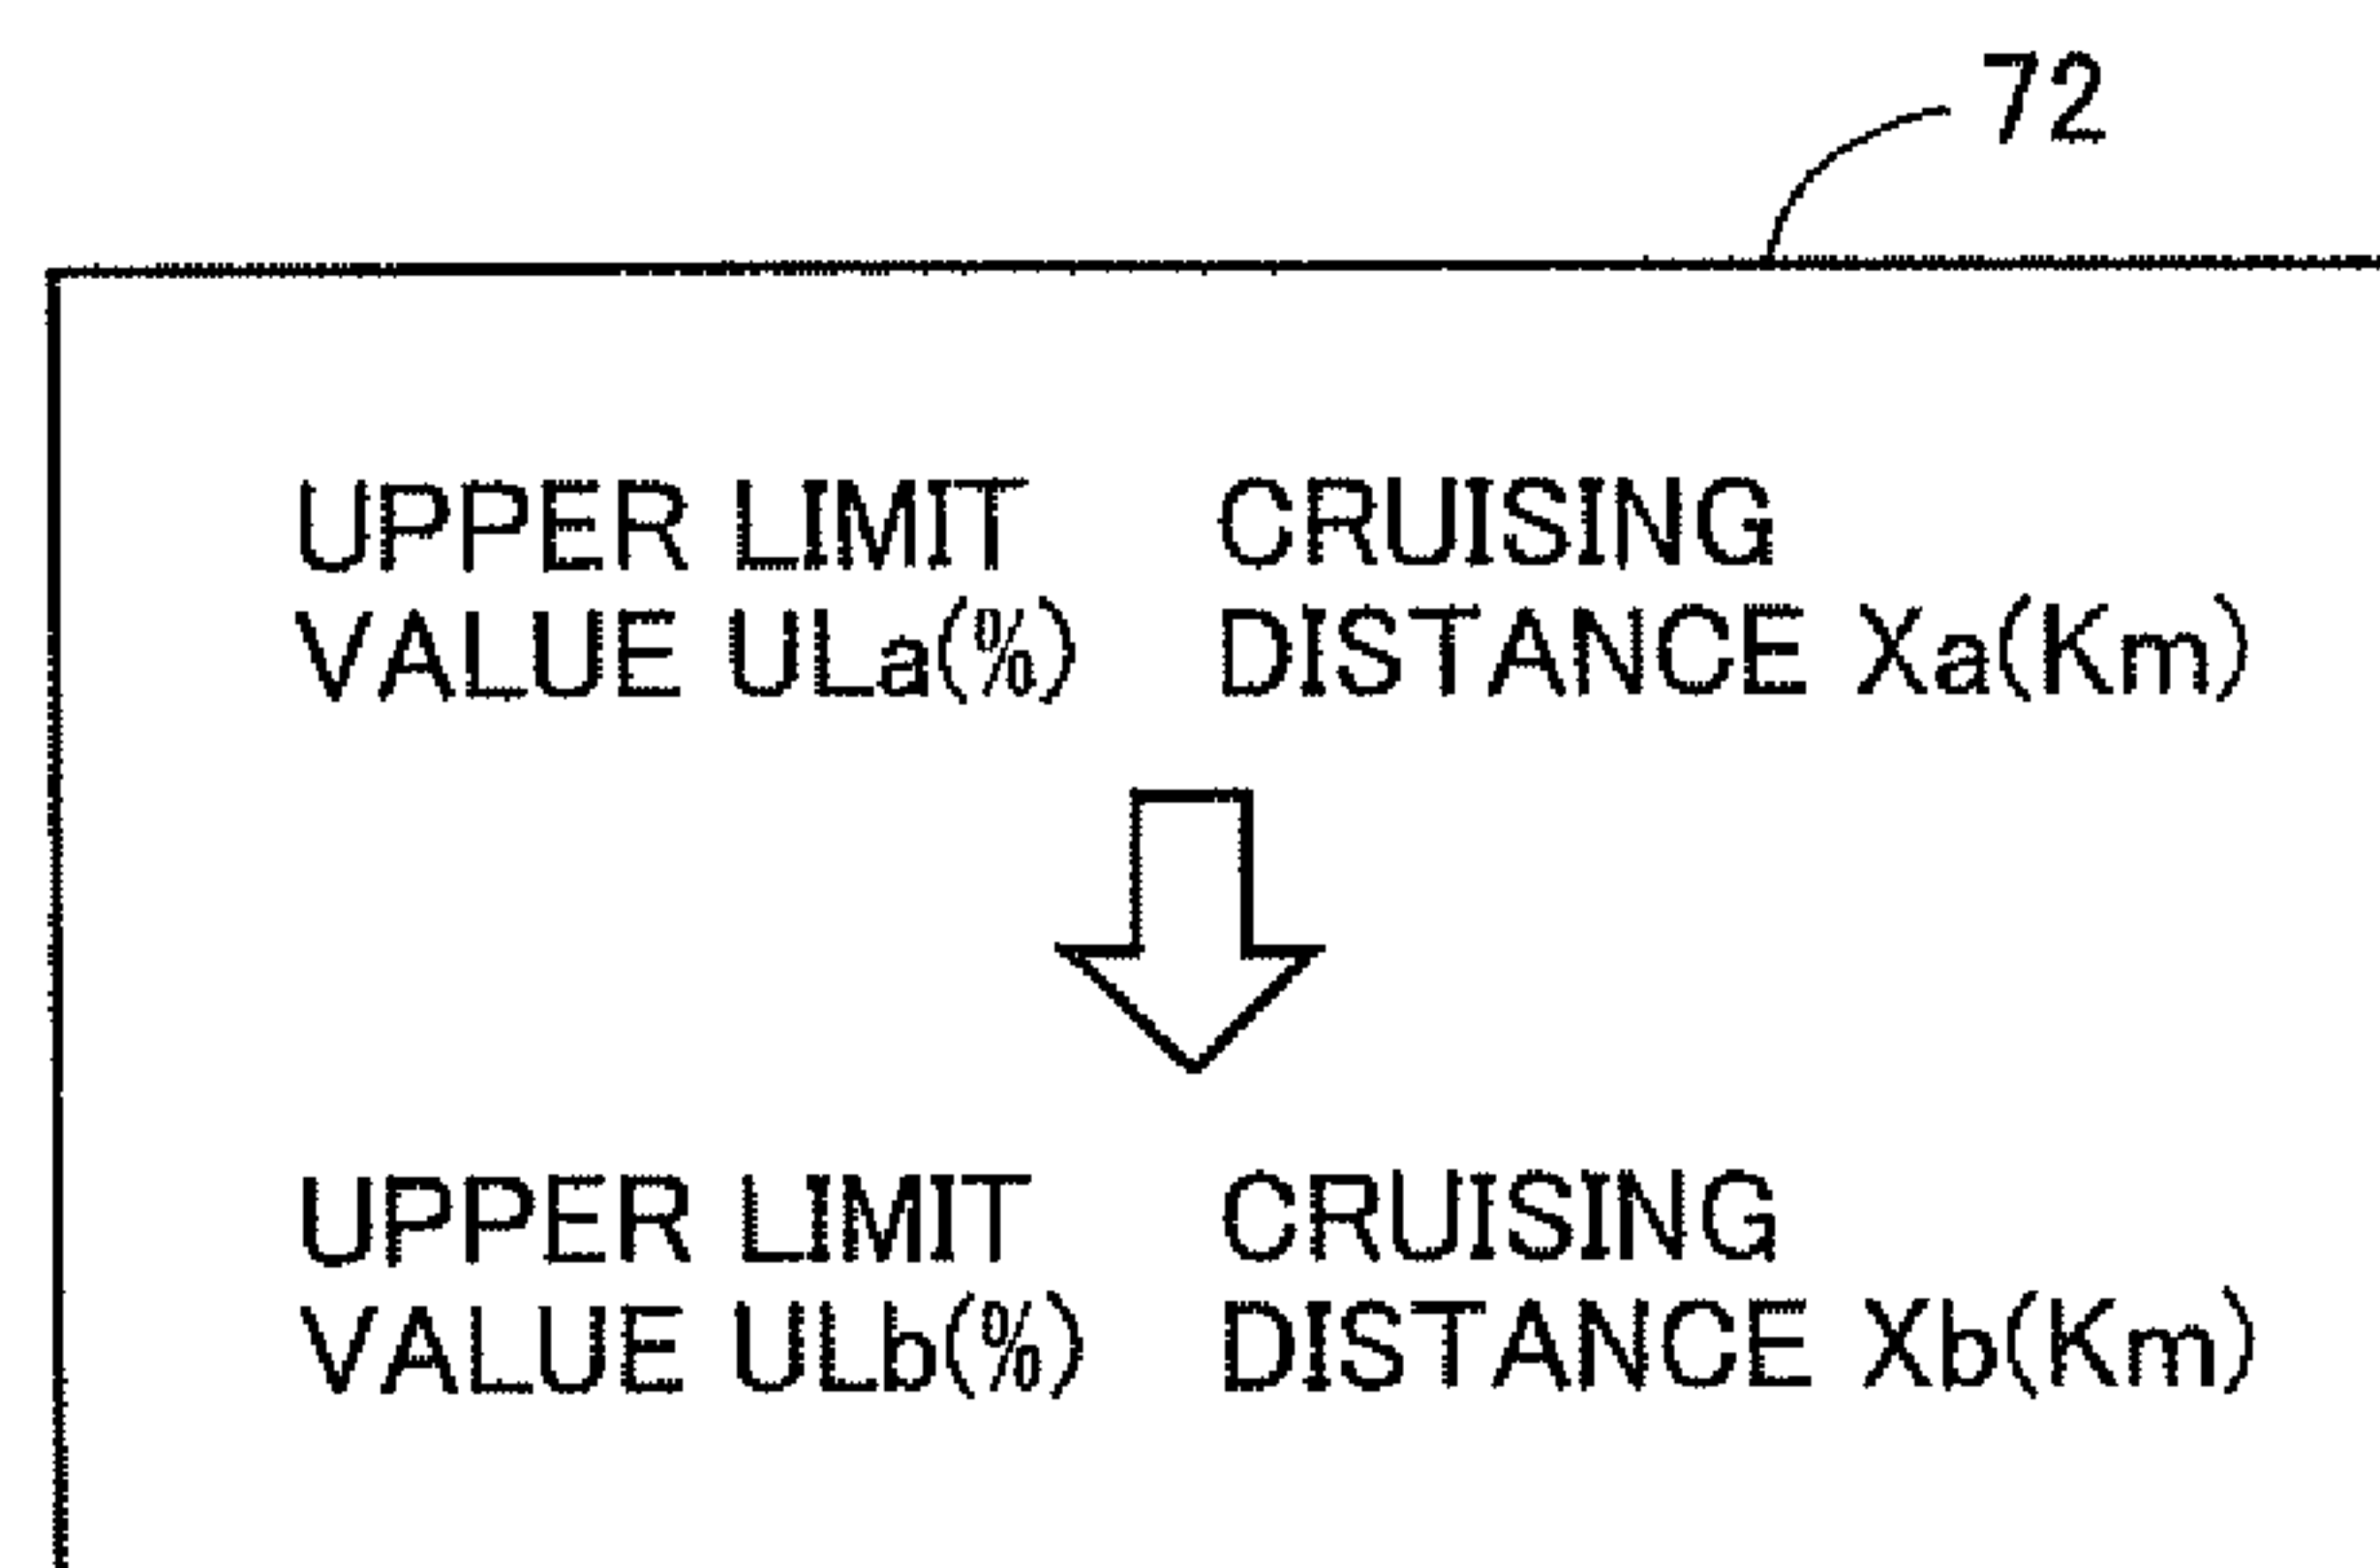 72
UPPER LIMIT CRUISING
VALUE ULa(%) DISTANCE Xa(Km)
UPPER LIMIT CRUISING
VALUE ULb(%) DISTANCE Xb(Km)